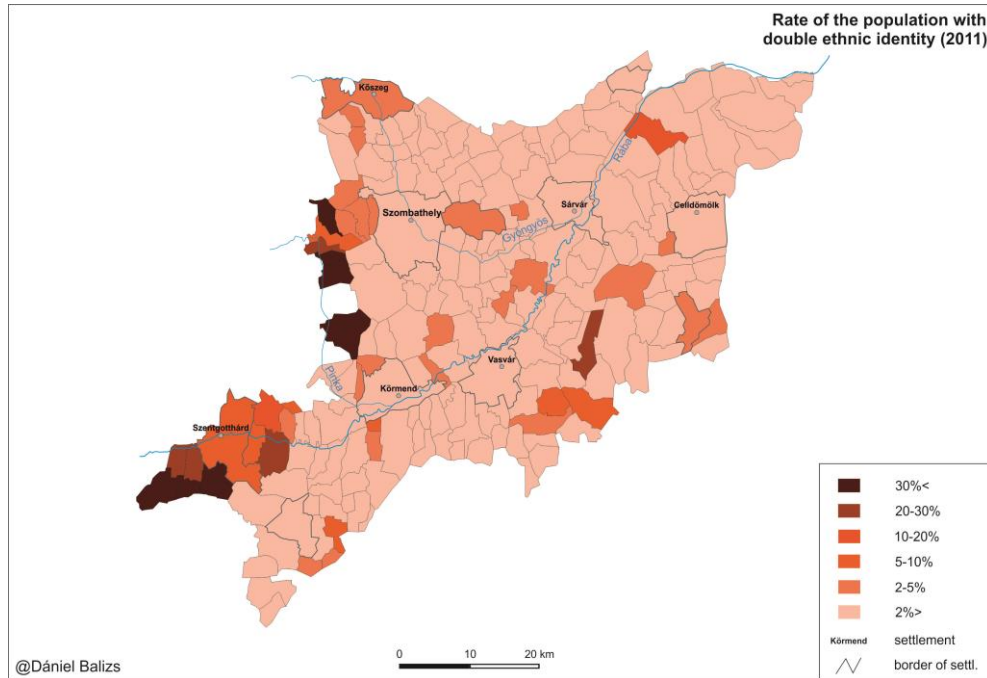 Rate of the population with
double ethnic identity (2011)
Kőszeg
Rába
Szombathely
Sárvár
Celldömölk
Gyöngyös
Vasvár
Pinka
Körmend
Szentgotthárd
30%<
20-30%
10-20%
5-10%
2-5%
2%>
Körmend settlement
border of settl.
0 10 20 km
@Dániel Balizs